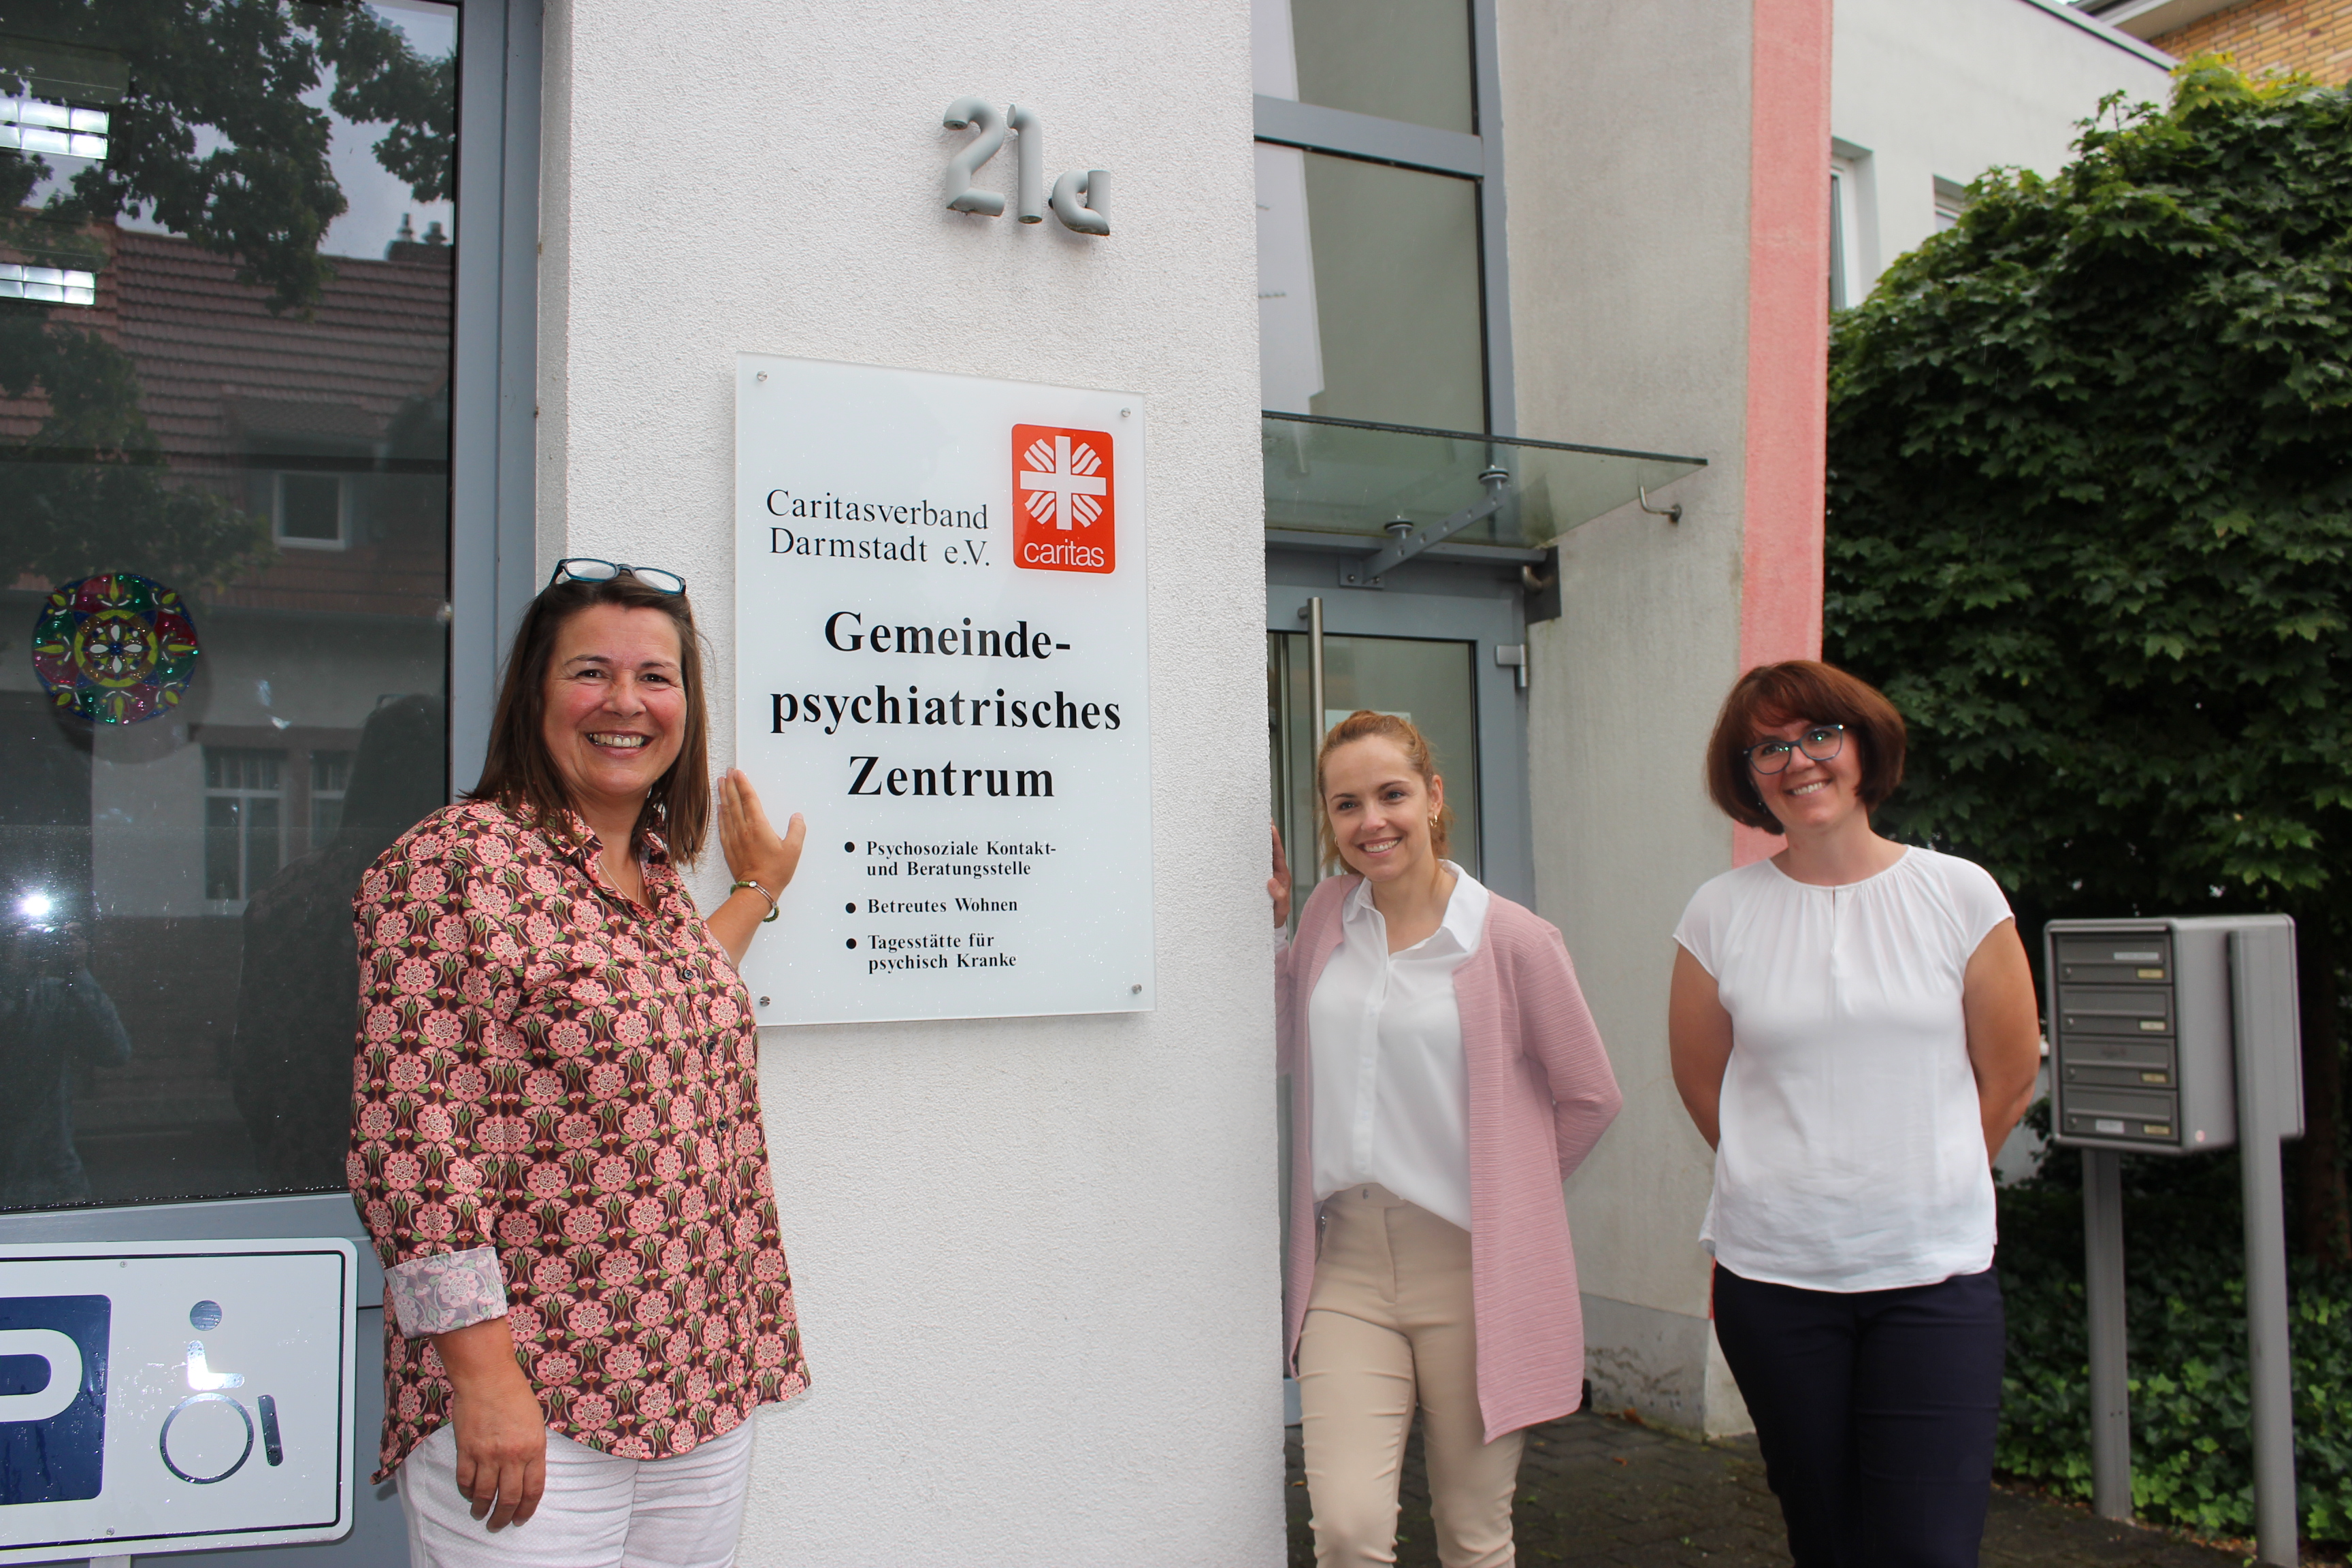 21a
Caritasverband
Darmstadt e.V.
caritas
Gemeinde-
psychiatrisches
Zentrum
• Psychosoziale Kontakt-
und Beratungsstelle
• Betreutes Wohnen
• Tagesstätte für
psychisch Kranke
P